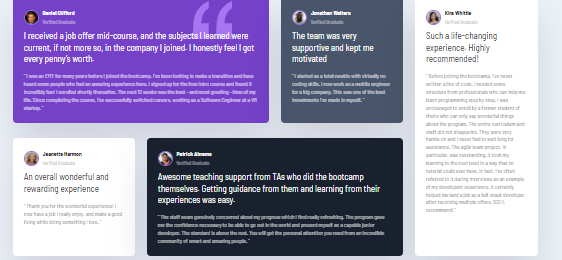 Daniel Clifford
Verified Graduate
I received a job offer mid-course, and the subjects I learned were
current, if not more so, in the company I joined. I honestly feel I got
every penny's worth.
" I was an EMT for many years before I joined the bootcamp. I've been looking to make a transition and have
heard some people who had an amazing experience here. I signed up for the free intro course and found it
incredibly fun! I enrolled shortly thereafter. The next 12 weeks was the best - and most grueling - time of my
life. Since completing the course, I've successfully switched careers, working as a Software Engineer at a VR
startup. "
Jonathan Walters
Verified Graduate
The team was very
supportive and kept me
motivated
" I started as a total newbie with virtually no
coding skills. I now work as a mobile engineer
for a big company. This was one of the best
investments I've made in myself. "
Kira Whittle
Verified Graduate
Such a life-changing
experience. Highly
recommended!
" Before joining the bootcamp, I've never
written a line of code. I needed some
structure from professionals who can help me
learn programming step by step. I was
encouraged to enroll by a former student of
theirs who can only say wonderful things
about the program. The entire curriculum and
staff did not disappoint. They were very
hands-on and I never had to wait long for
assistance. The agile team project, in
particular, was outstanding. It took my
learning to the next level in a way that no
tutorial could ever have. In fact, I've often
referred to it during interviews as an example
of my developent experience. It certainly
helped me land a job as a full-stack developer
after receiving multiple offers. 100%
recommend! "
Jeanette Harmon
Verified Graduate
An overall wonderful and
rewarding experience
" Thank you for the wonderful experience! I
now have a job I really enjoy, and make a good
living while doing something I love. "
Patrick Abrams
Verified Graduate
Awesome teaching support from TAs who did the bootcamp
themselves. Getting guidance from them and learning from their
experiences was easy.
" The staff seem genuinely concerned about my progress which I find really refreshing. The program gave
me the confidence necessary to be able to go out in the world and present myself as a capable junior
developer. The standard is above the rest. You will get the personal attention you need from an incredible
community of smart and amazing people. "